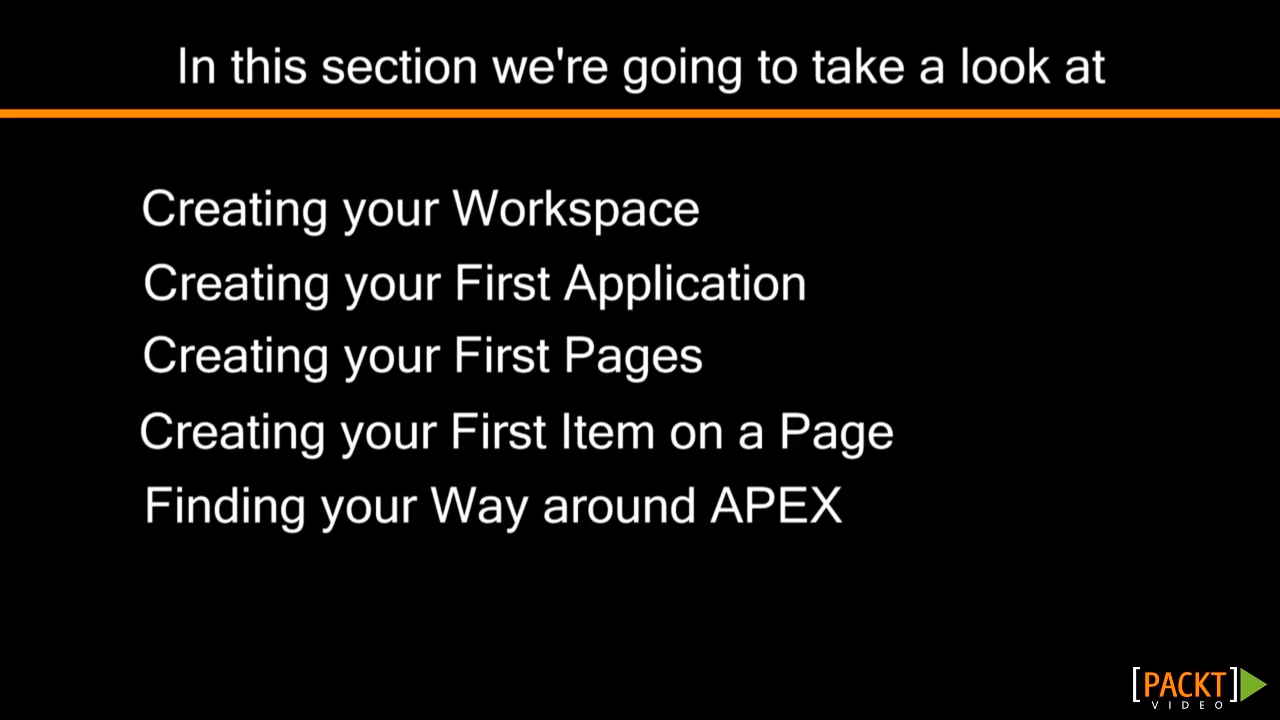 In this section we're going to take a look at
Creating your Workspace
Creating your First Application
Creating your First Pages
Creating your First Item on a Page
Finding your Way around APEX
[PACKT]
VIDEO